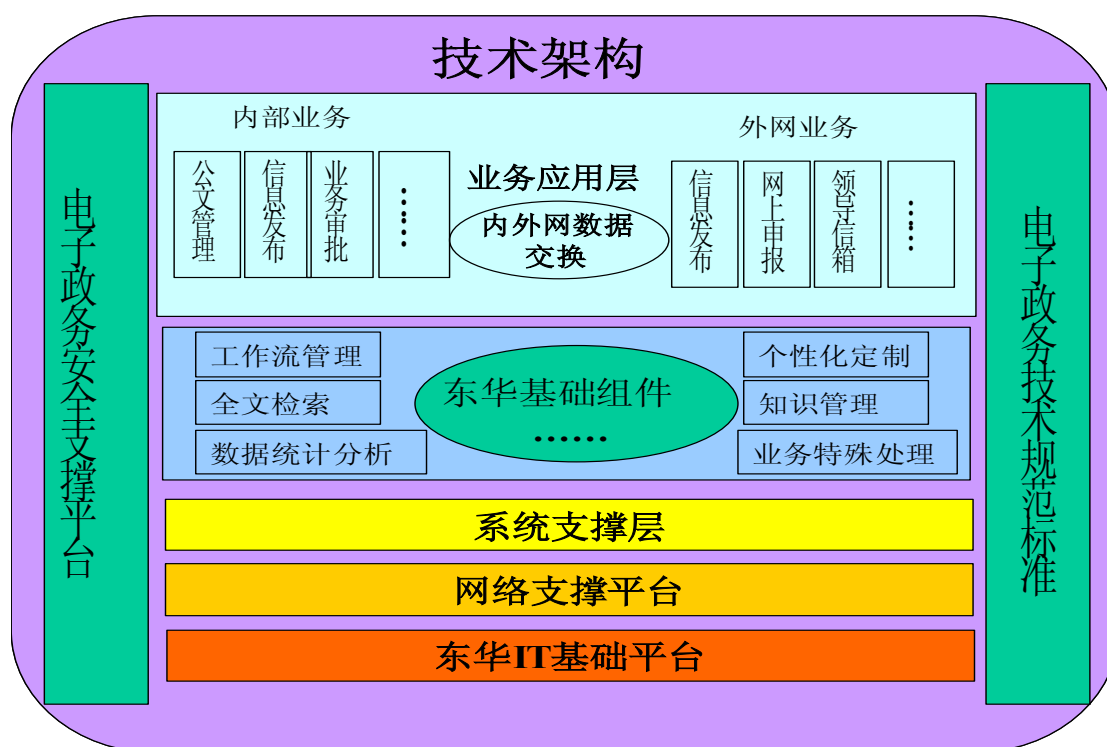 技术架构
电子政务安全支撑平台
内部业务
公文管理
信息发布
业务审批
……
业务应用层
内外网数据
交换
外网业务
信息发布
网上申报
领导信箱
……
工作流管理
全文检索
数据统计分析
东华基础组件
……
个性化定制
知识管理
业务特殊处理
系统支撑层
网络支撑平台
东华IT基础平台
电子政务技术规范标准